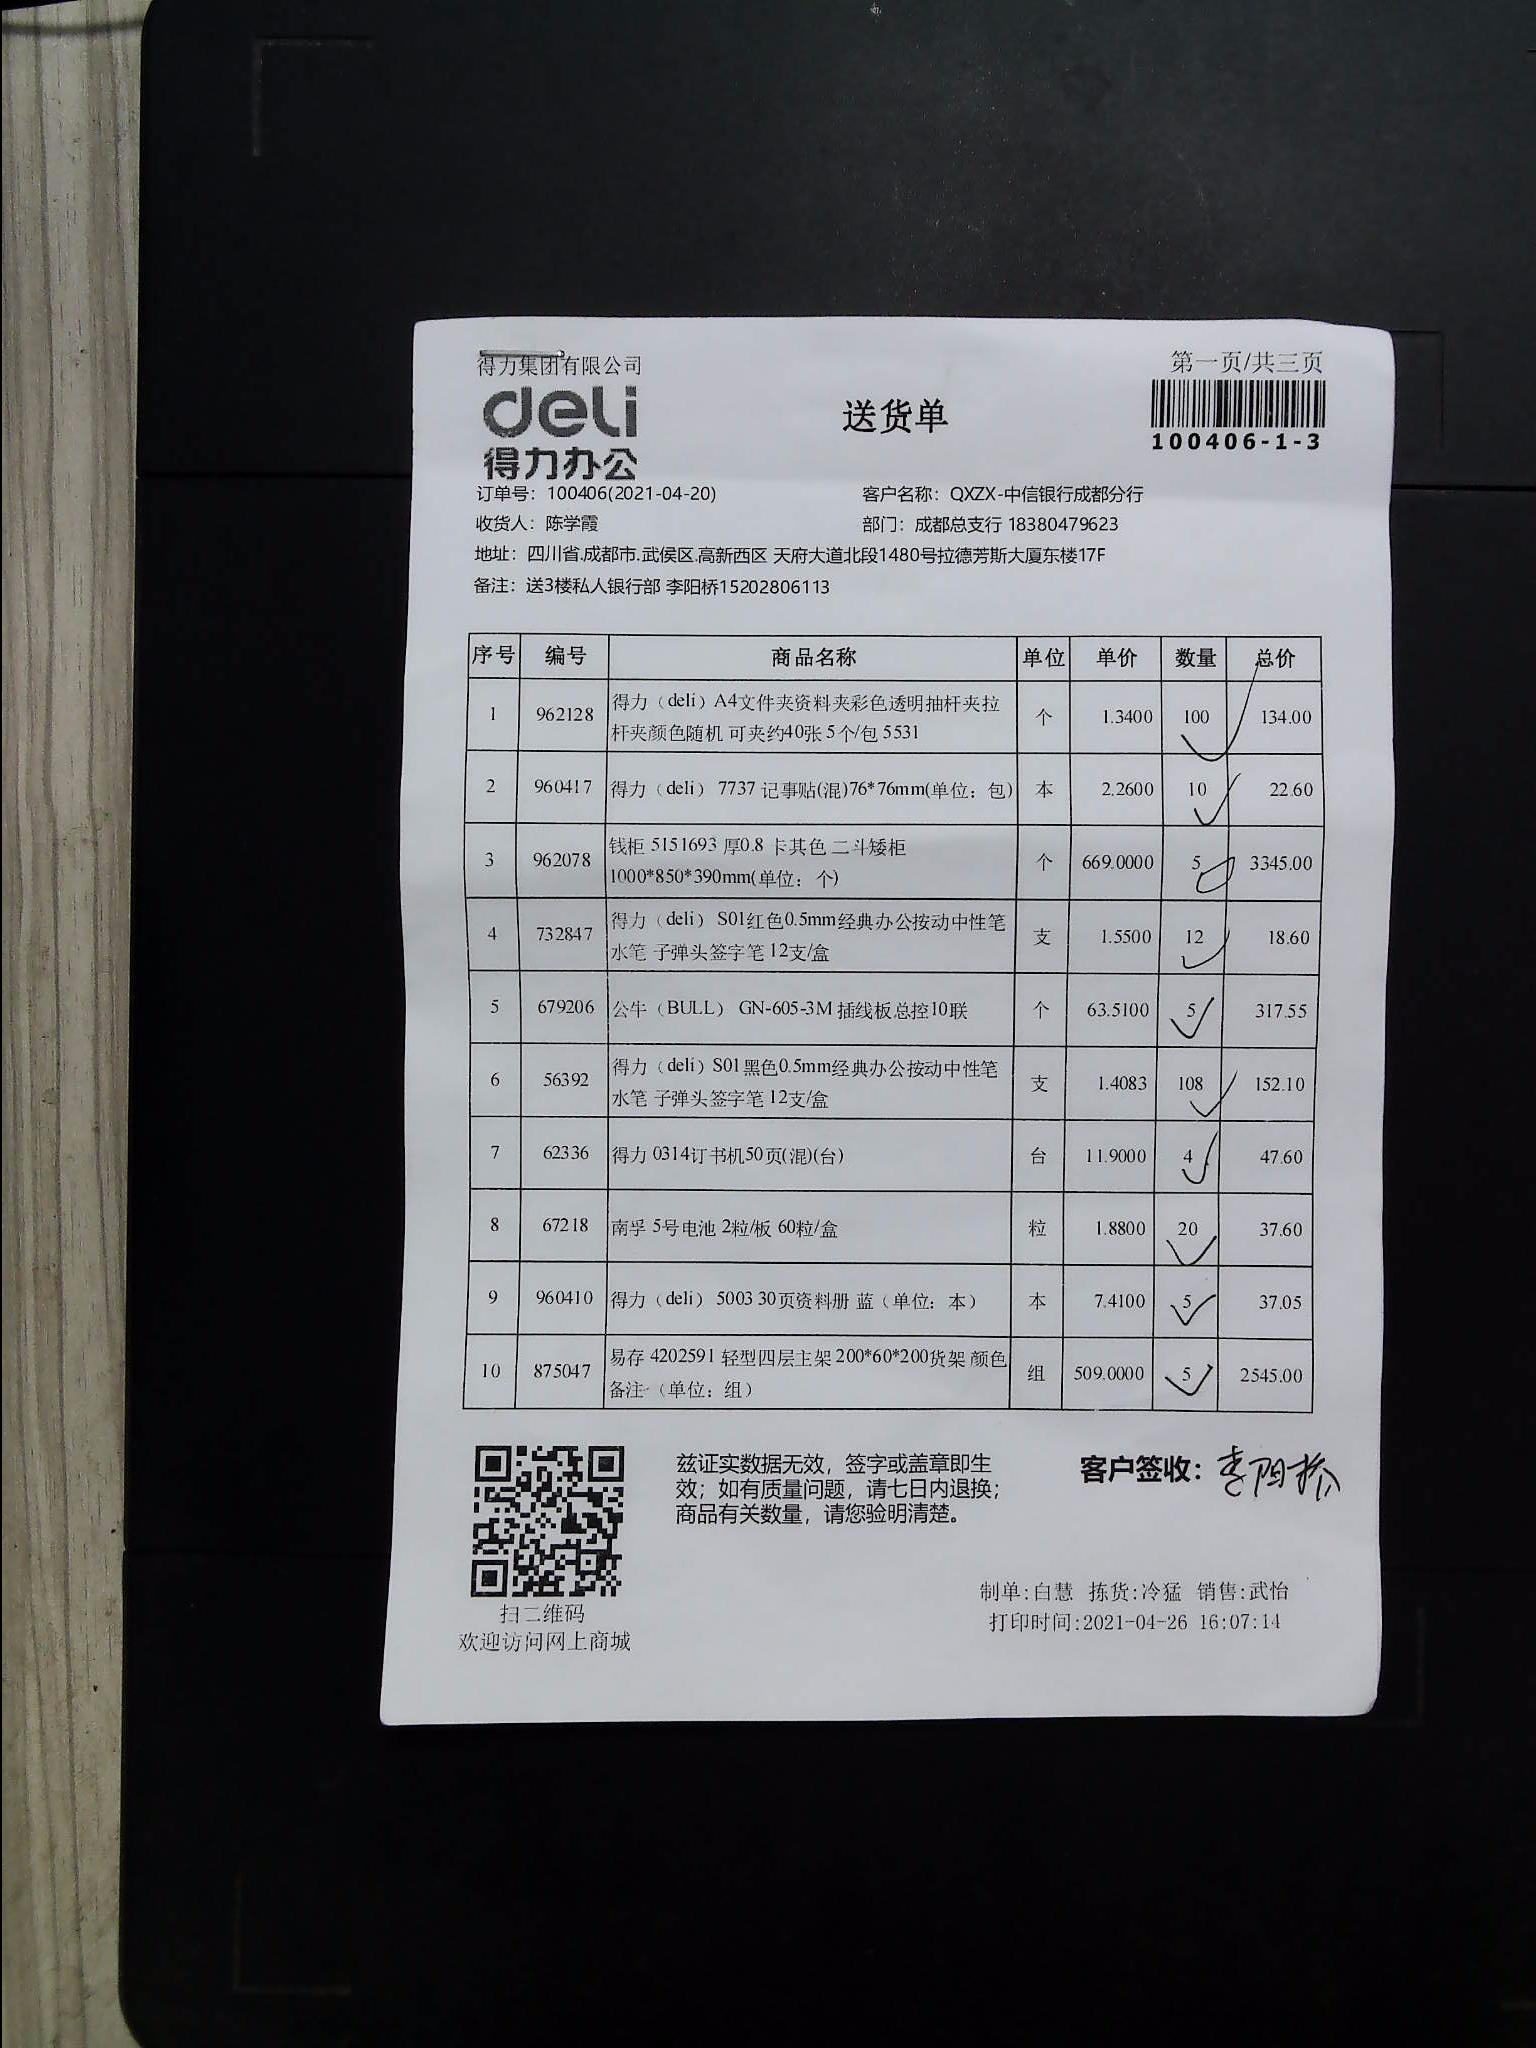 得力集团有限公司
第一页/共三页
deli
得力办公
送货单
100406-1-3
订单号：100406(2021-04-20)
客户名称：QXZX-中信银行成都分行
收货人：陈学霞
部门：成都总支行 18380479623
地址：四川省.成都市.武侯区.高新西区 天府大道北段1480号拉德芳斯大厦东楼17F
备注：送3楼私人银行部 李阳桥15202806113
序号 编号 商品名称 单位 单价 数量 总价
1 962128 得力（deli）A4文件夹资料夹彩色透明抽杆夹拉 个 1.3400 100 134.00
杆夹颜色随机 可夹约40张 5个/包 5531
2 960417 得力（deli） 7737 记事贴(混)76*76mm(单位：包) 本 2.2600 10 22.60
3 962078 钱柜 5151693 厚0.8 卡其色 二斗矮柜 个 669.0000 5 3345.00
1000*850*390mm(单位：个)
4 732847 得力（deli） S01红色0.5mm经典办公按动中性笔 支 1.5500 12 18.60
水笔 子弹头签字笔 12支/盒
5 679206 公牛（BULL） GN-605-3M 插线板总控10联 个 63.5100 5 317.55
6 56392 得力（deli）S01黑色0.5mm经典办公按动中性笔 支 1.4083 108 152.10
水笔 子弹头签字笔 12支/盒
7 62336 得力 0314订书机50页(混)(台) 台 11.9000 4 47.60
8 67218 南孚 5号电池 2粒/板 60粒/盒 粒 1.8800 20 37.60
9 960410 得力（deli） 5003 30页资料册 蓝（单位：本） 本 7.4100 5 37.05
10 875047 易存 4202591 轻型四层主架 200*60*200货架 颜色 组 509.0000 5 2545.00
备注（单位：组）
兹证实数据无效，签字或盖章即生
效；如有质量问题，请七日内退换；
商品有关数量，请您验明清楚。
客户签收：李阳桥
扫二维码
欢迎访问网上商城
制单:白慧 拣货:冷猛 销售:武怡
打印时间:2021-04-26 16:07:14